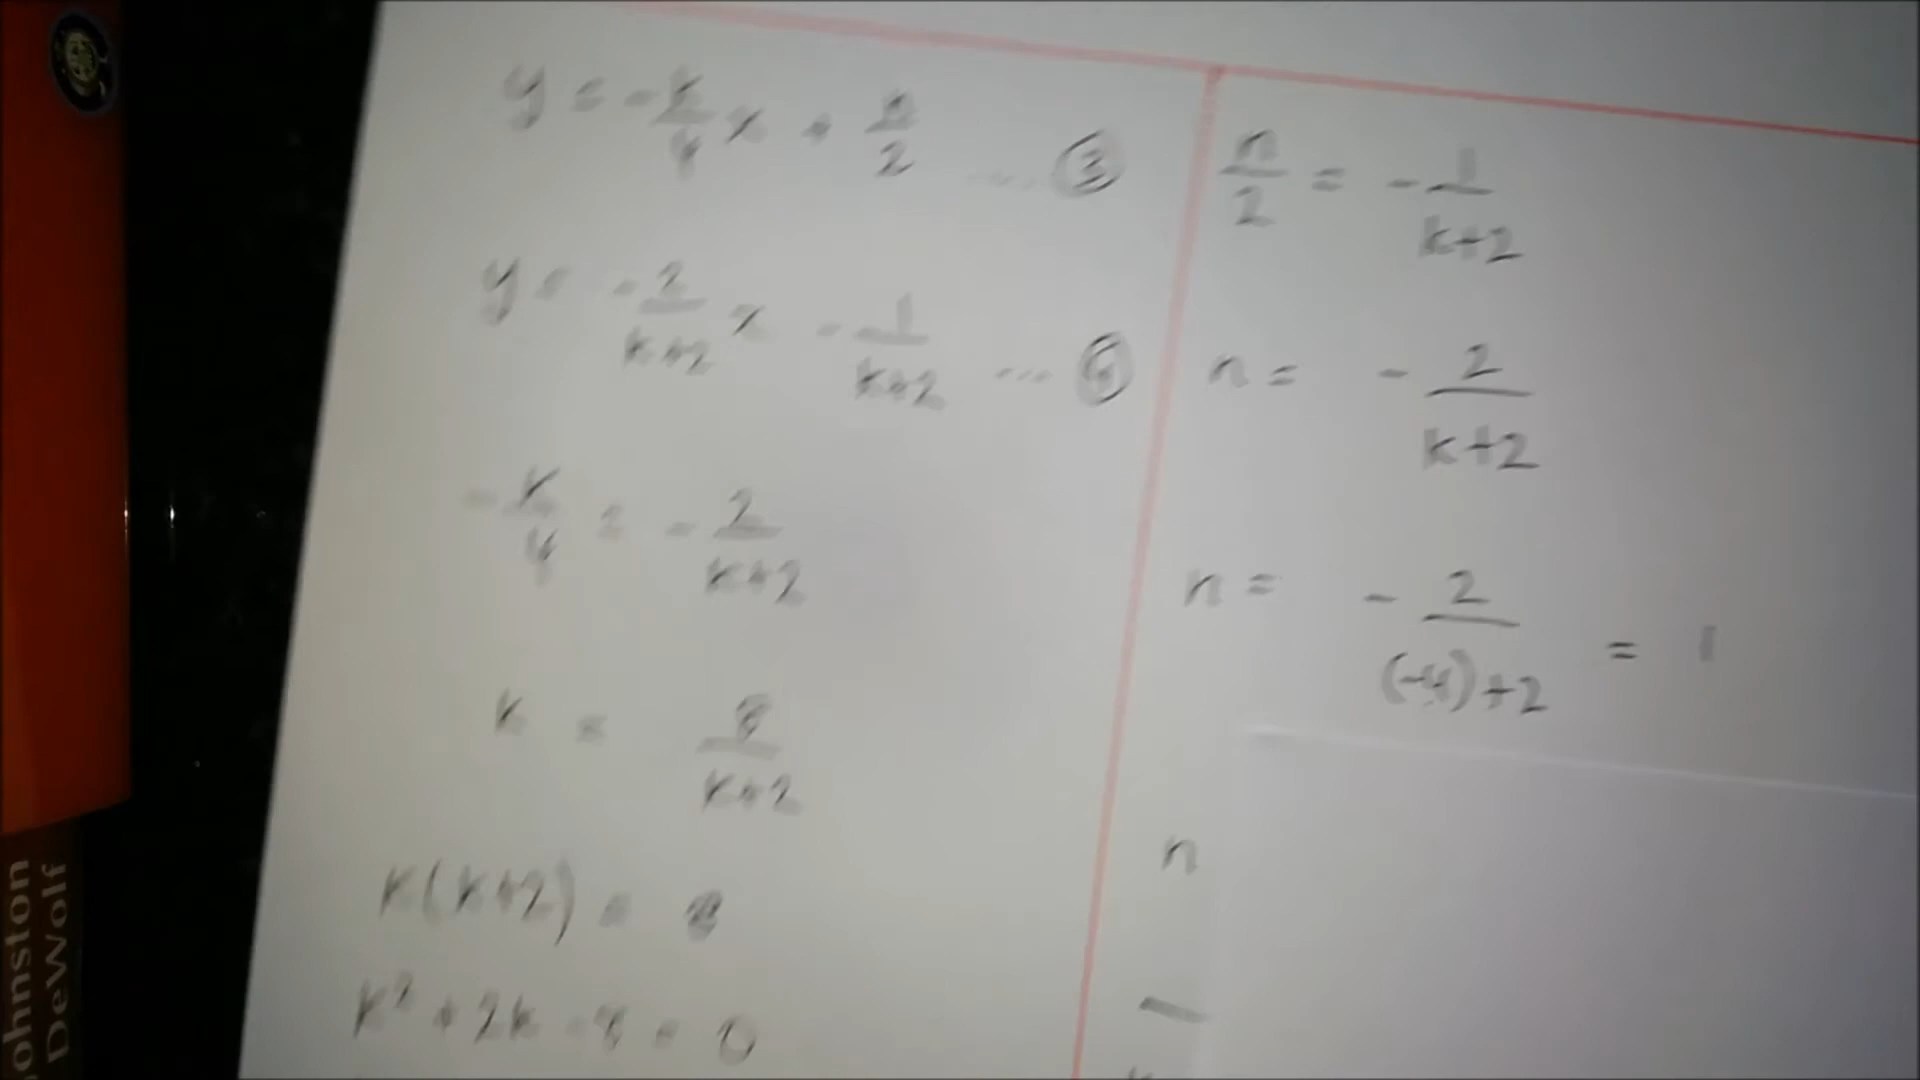 y = -k/4 x + n/2 ... ③
y = -2/(k+2) x - 1/(k+2) ... ④
-k/4 = -2/(k+2)
k = 8/(k+2)
k(k+2) = 8
k² + 2k - 8 = 0
n/2 = -1/(k+2)
n = -2/(k+2)
n = -2/((-4)+2) = 1
n
Johnston
DeWolf